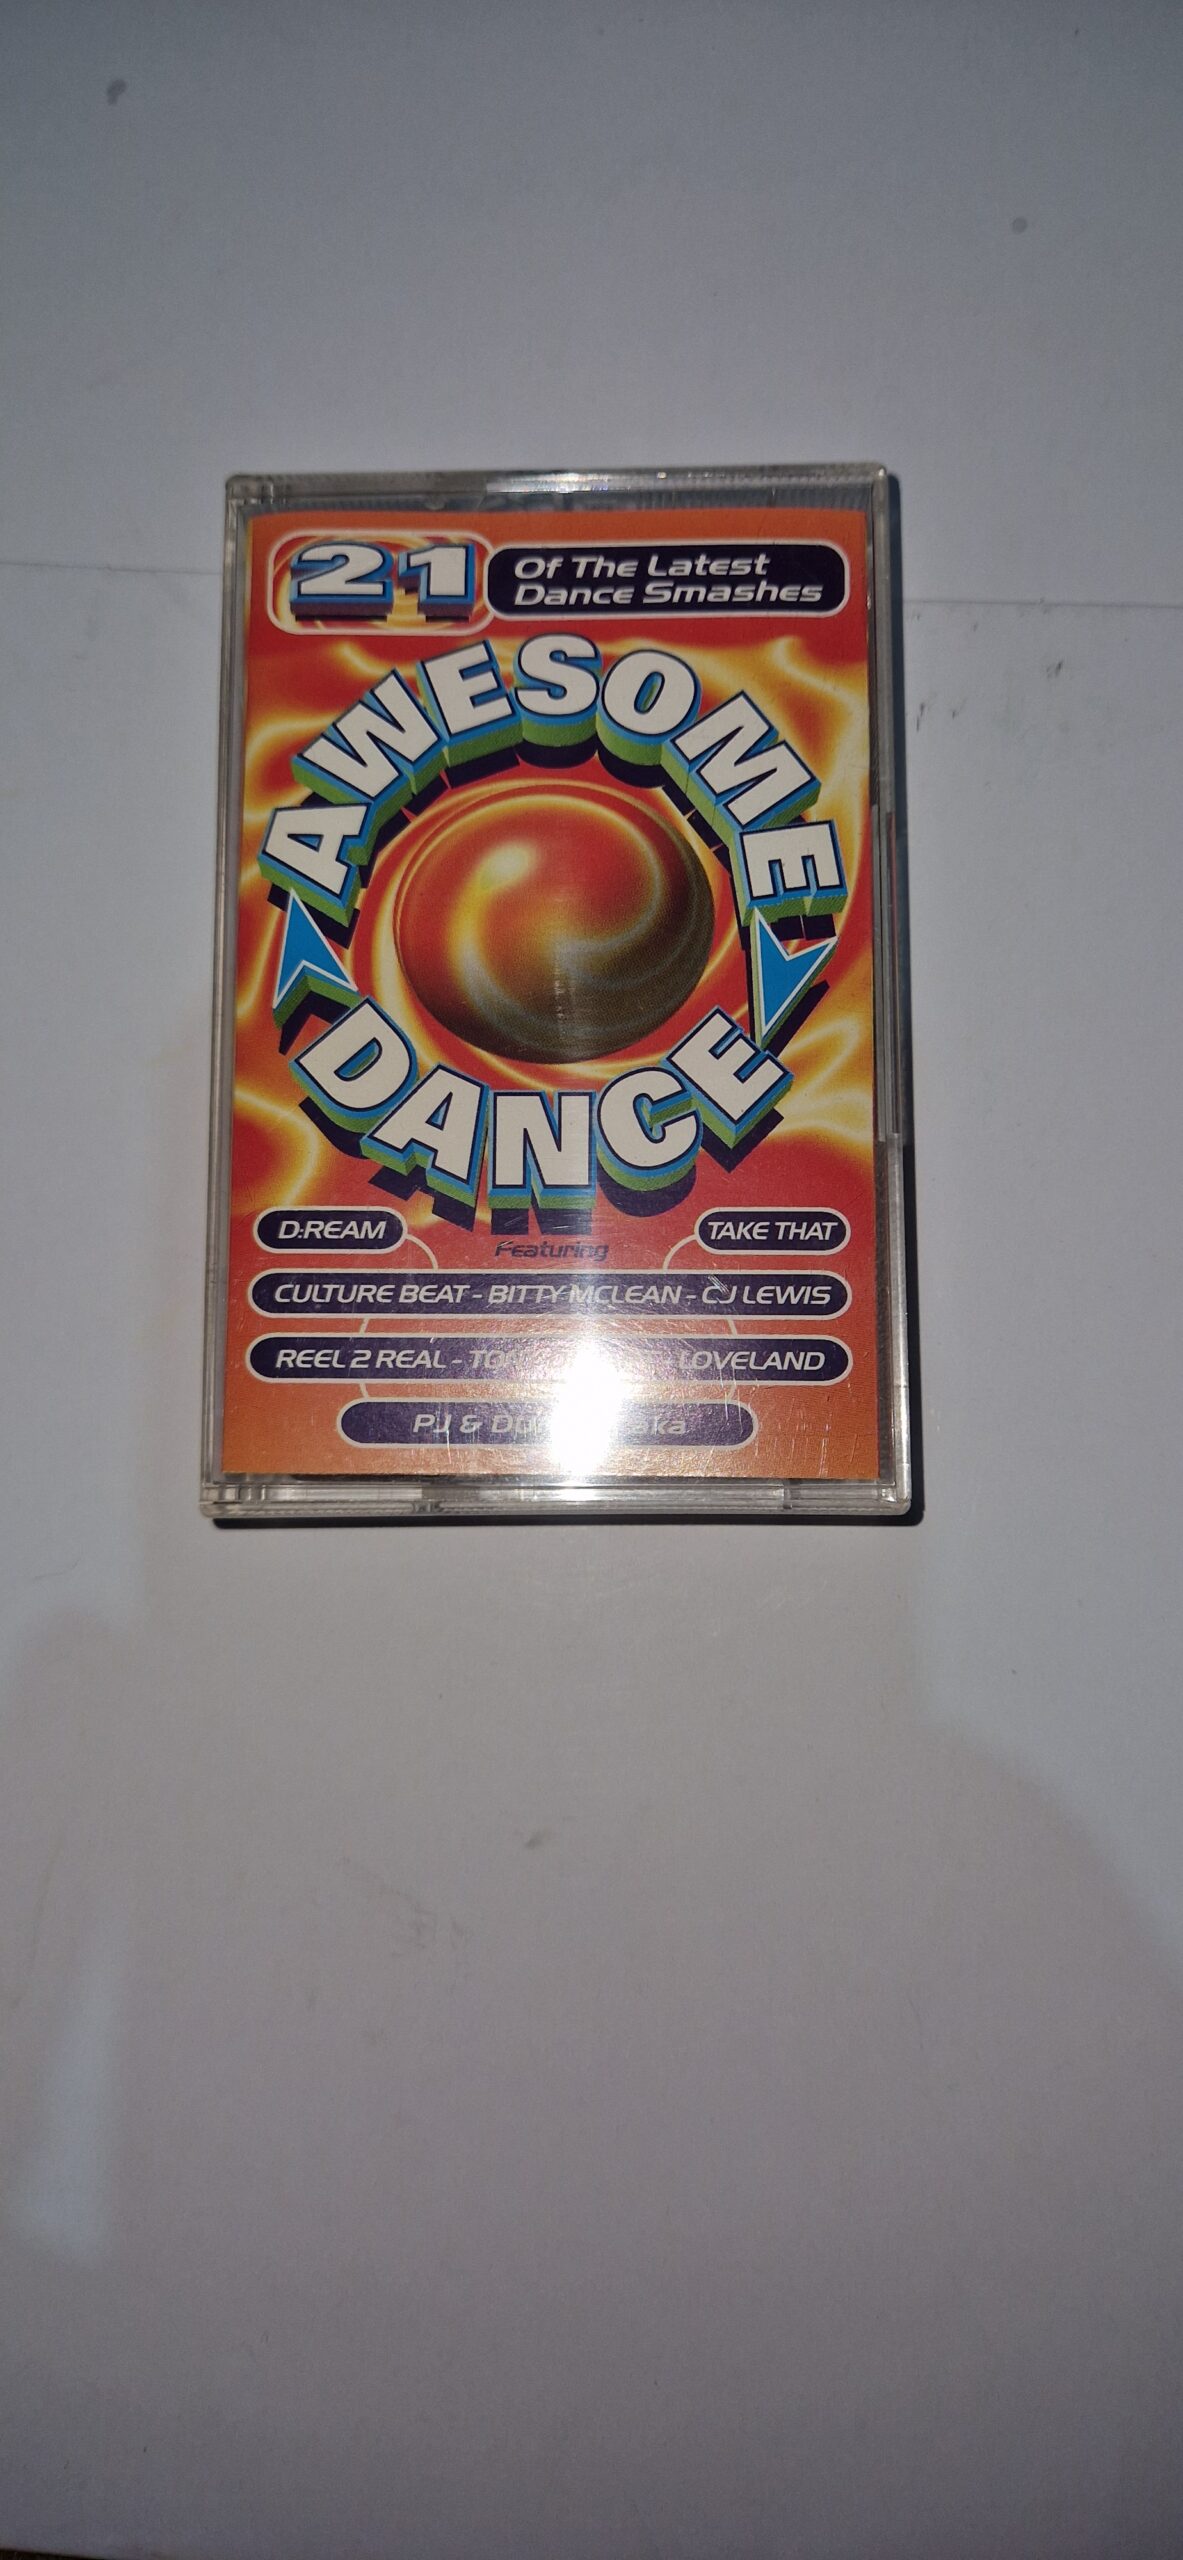 21
Of The Latest
Dance Smashes
AWESOME
DANCE
D:REAM
TAKE THAT
Featuring
CULTURE BEAT - BITTY MCLEAN - CJ LEWIS
REEL 2 REAL - LOVELAND
PJ &